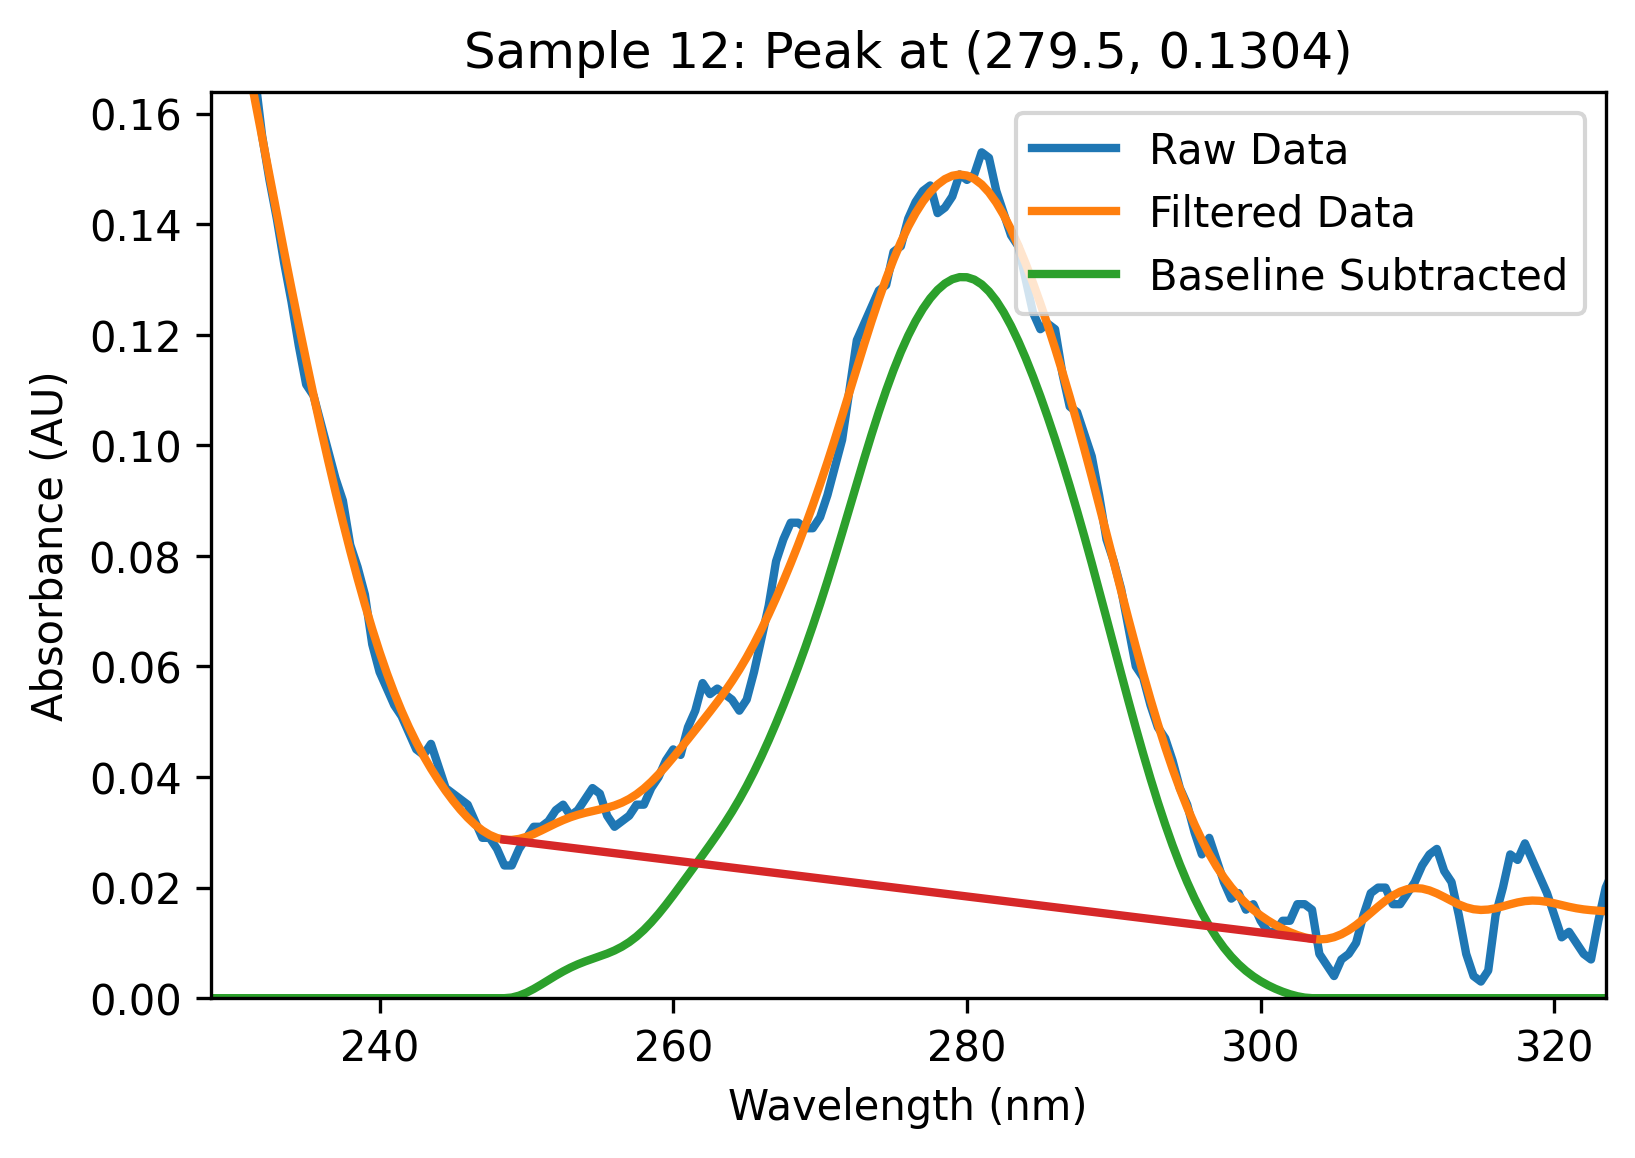 Sample 12: Peak at (279.5, 0.1304)
Raw Data
Filtered Data
Baseline Subtracted
Absorbance (AU)
0.16
0.14
0.12
0.10
0.08
0.06
0.04
0.02
0.00
240 260 280 300 320
Wavelength (nm)